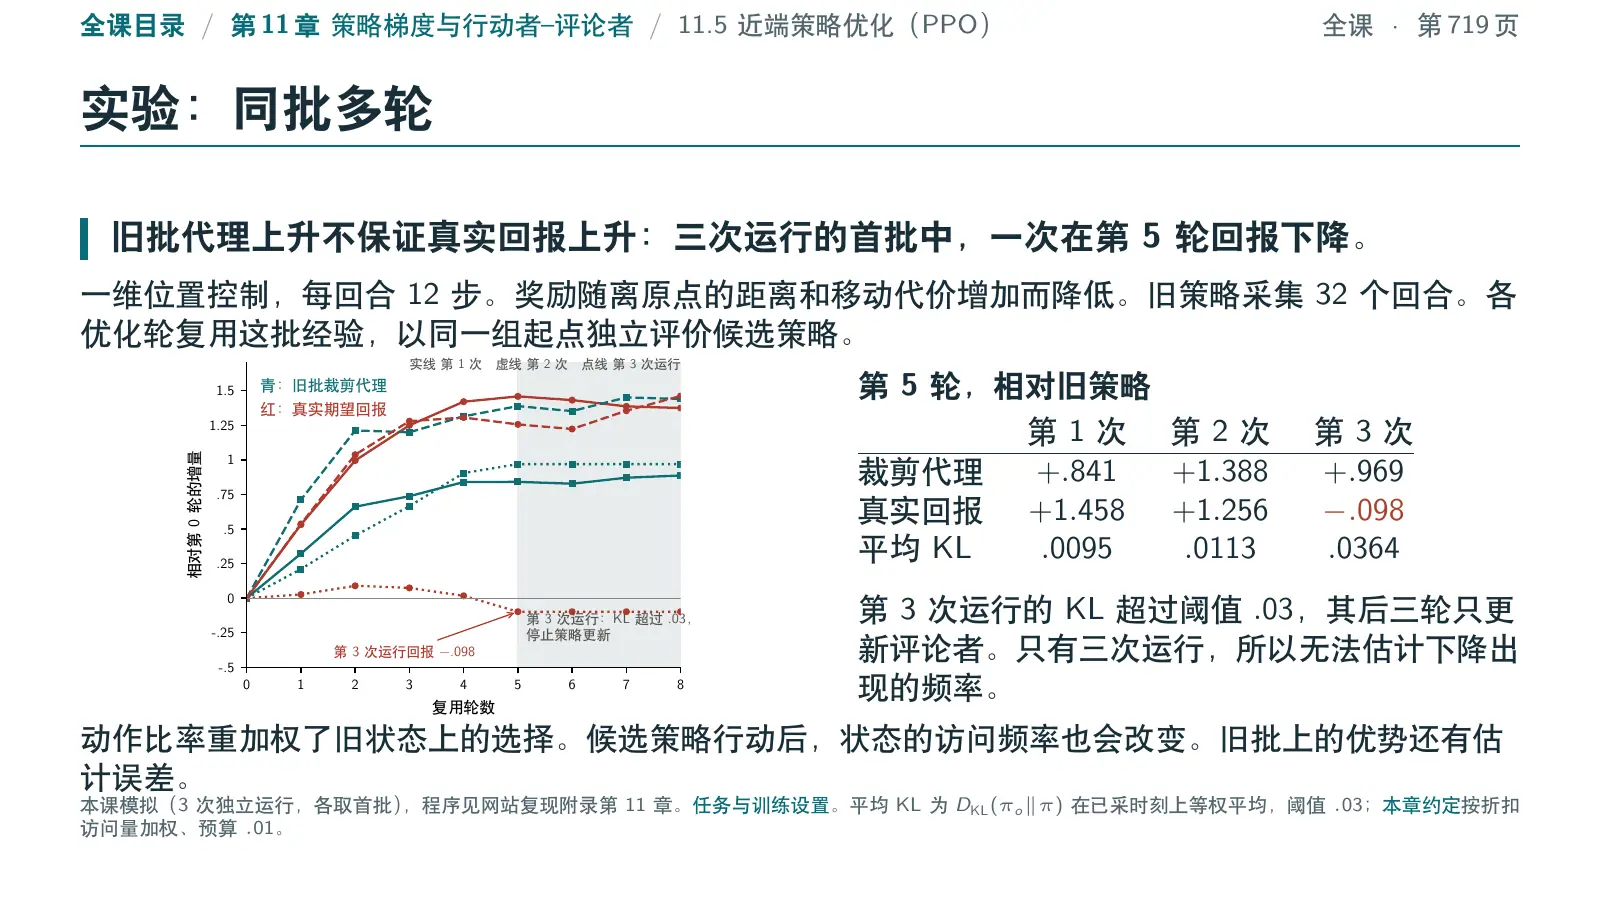 全课目录 / 第 11 章 策略梯度与行动者–评论者 / 11.5 近端策略优化（PPO）
全课 · 第 719 页
实验：同批多轮
旧批代理上升不保证真实回报上升：三次运行的首批中，一次在第 5 轮回报下降。
一维位置控制，每回合 12 步。奖励随离原点的距离和移动代价增加而降低。旧策略采集 32 个回合。各
优化轮复用这批经验，以同一组起点独立评价候选策略。
实线 第 1 次 虚线 第 2 次 点线 第 3 次运行
青：旧批裁剪代理
红：真实期望回报
相对第 0 轮的增量
1.5
1.25
1
.75
.5
.25
0
-.25
-.5
第 3 次运行：KL 超过 .03，
停止策略更新
第 3 次运行回报 −.098
0 1 2 3 4 5 6 7 8
复用轮数
第 5 轮，相对旧策略
第 1 次 第 2 次 第 3 次
裁剪代理 +.841 +1.388 +.969
真实回报 +1.458 +1.256 −.098
平均 KL .0095 .0113 .0364
第 3 次运行的 KL 超过阈值 .03，其后三轮只更
新评论者。只有三次运行，所以无法估计下降出
现的频率。
动作比率重加权了旧状态上的选择。候选策略行动后，状态的访问频率也会改变。旧批上的优势还有估
计误差。
本课模拟（3 次独立运行，各取首批），程序见网站复现附录第 11 章。任务与训练设置。平均 KL 为 D_KL(π_o‖π) 在已采时刻上等权平均，阈值 .03；本章约定按折扣
访问量加权、预算 .01。